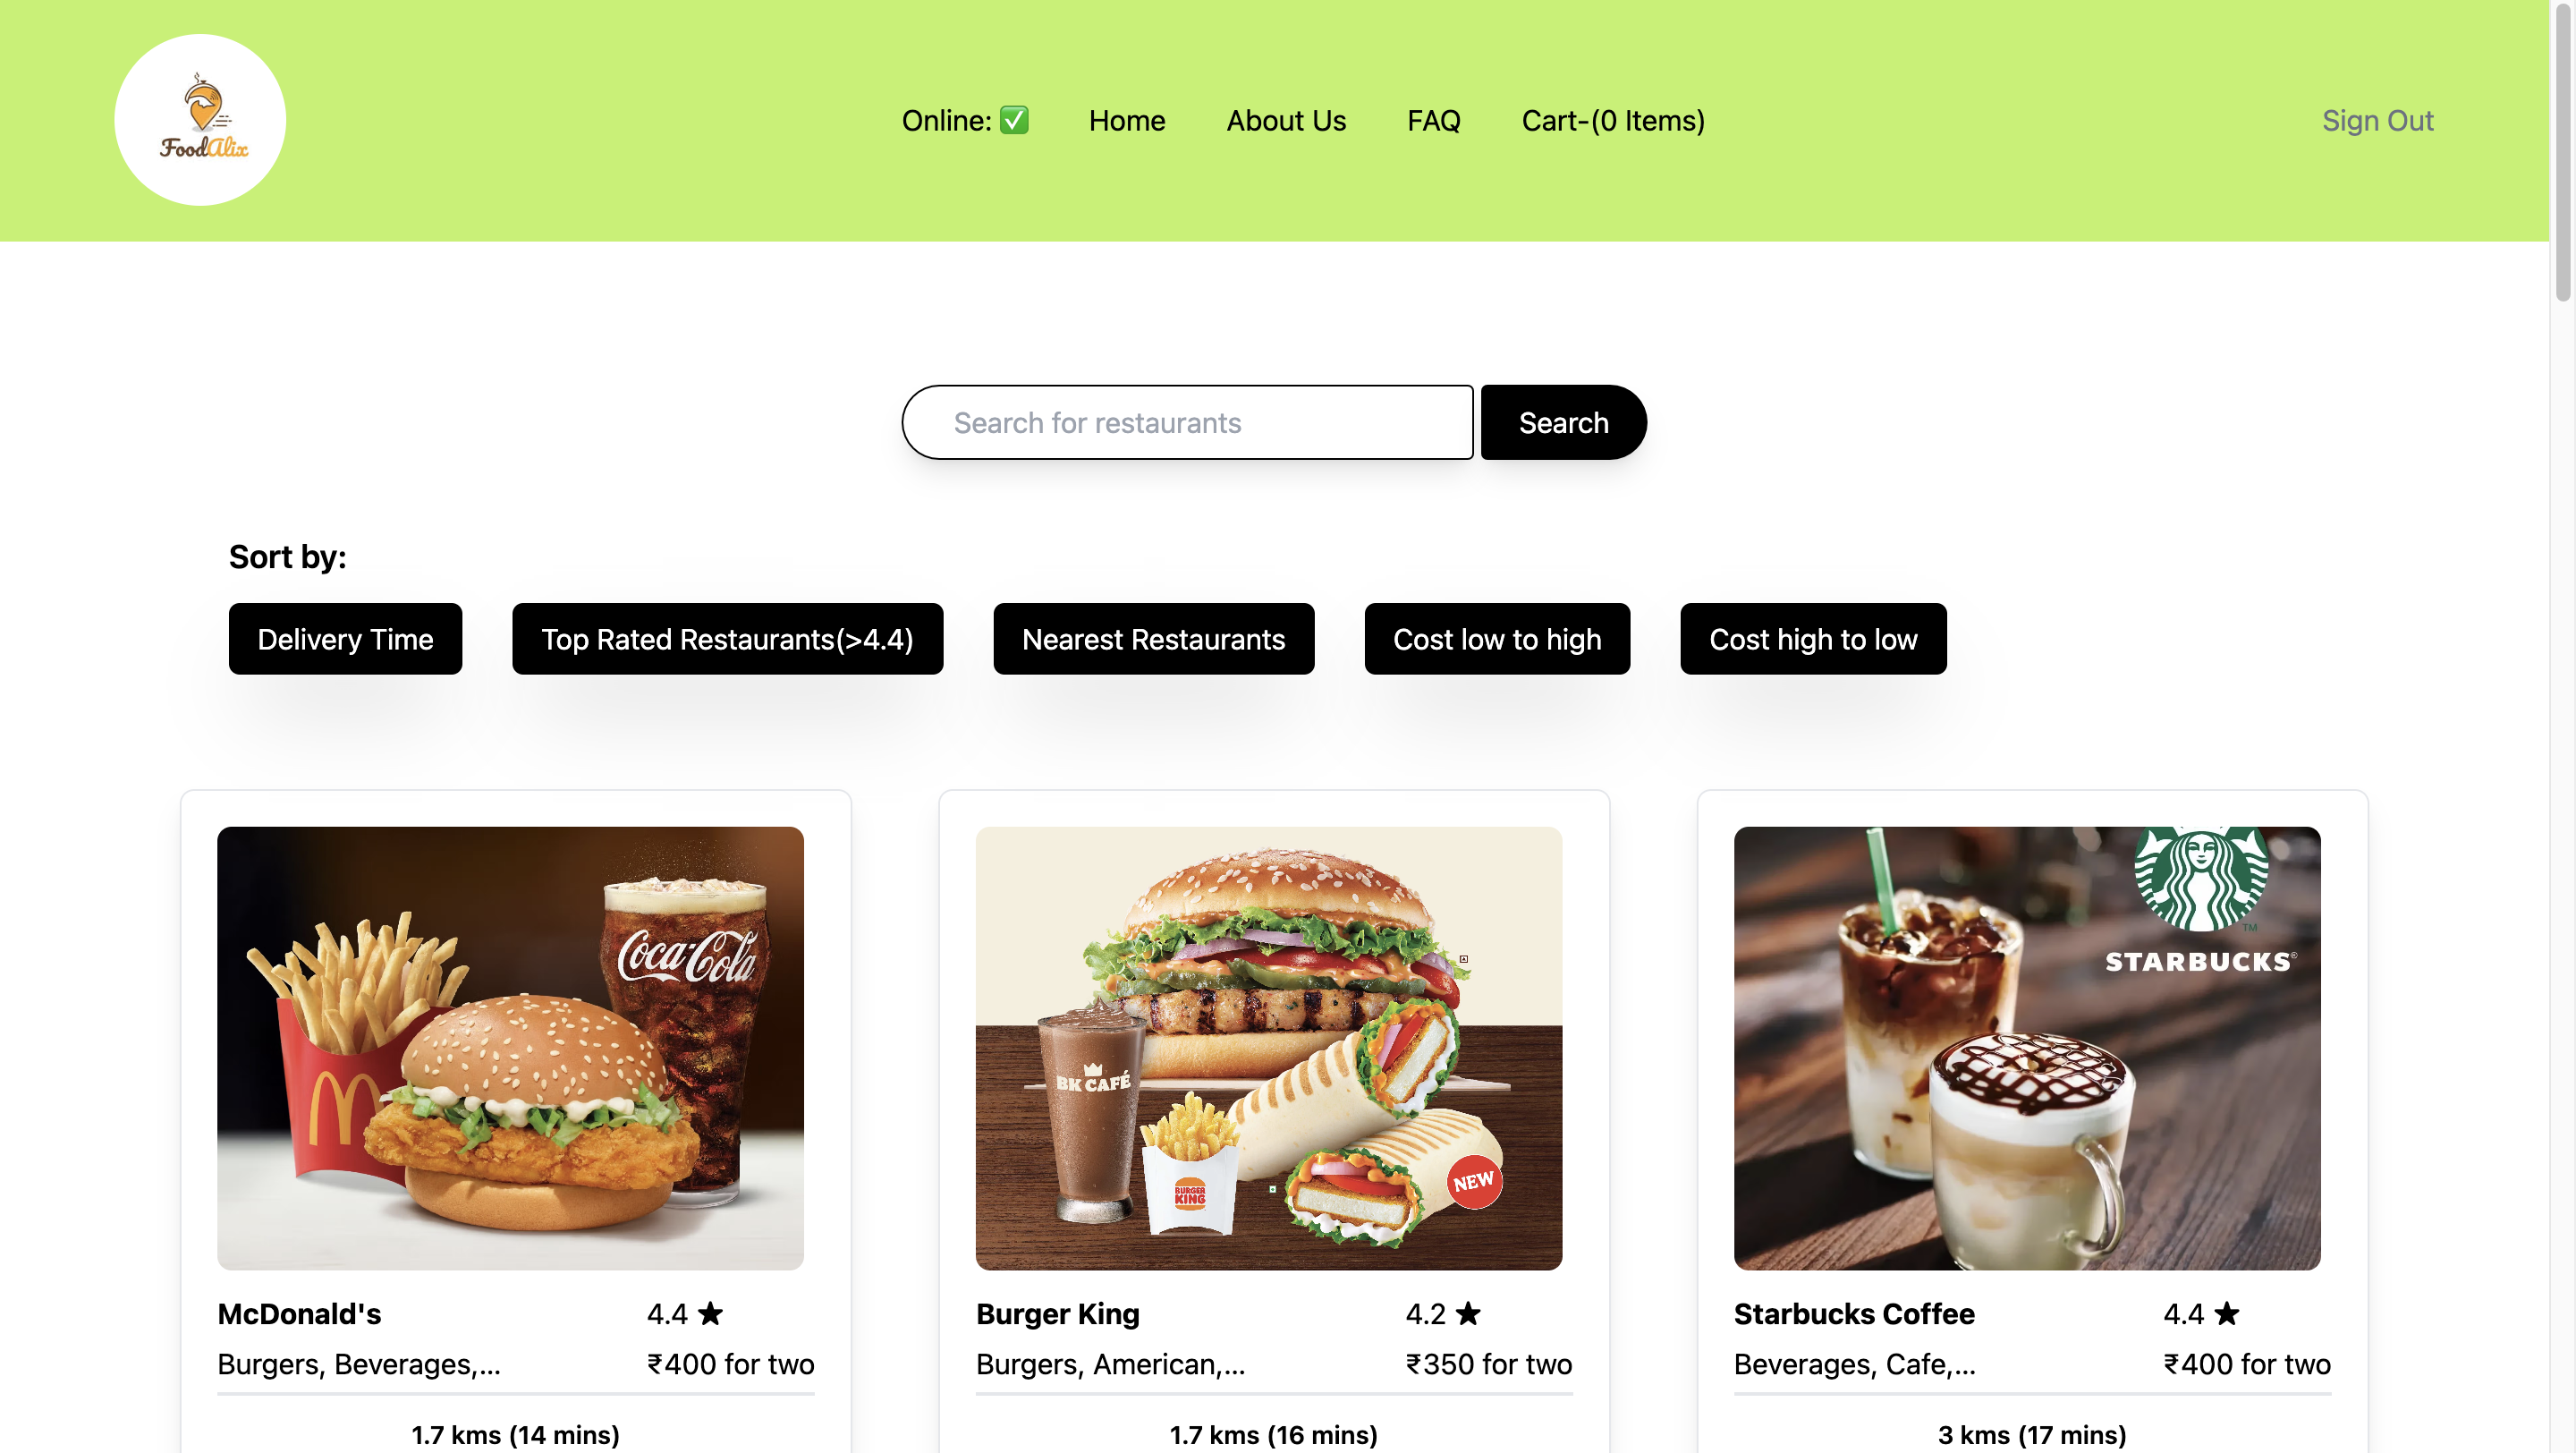 FoodAlix
Online: ✅ Home About Us FAQ Cart-(0 Items) Sign Out
Search for restaurants Search
Sort by:
Delivery Time Top Rated Restaurants(>4.4) Nearest Restaurants Cost low to high Cost high to low
Coca-Cola
BK CAFÉ
BURGER
KING
NEW
TM
STARBUCKS®
McDonald's 4.4 ★
Burgers, Beverages,... ₹400 for two
1.7 kms (14 mins)
Burger King 4.2 ★
Burgers, American,... ₹350 for two
1.7 kms (16 mins)
Starbucks Coffee 4.4 ★
Beverages, Cafe,... ₹400 for two
3 kms (17 mins)